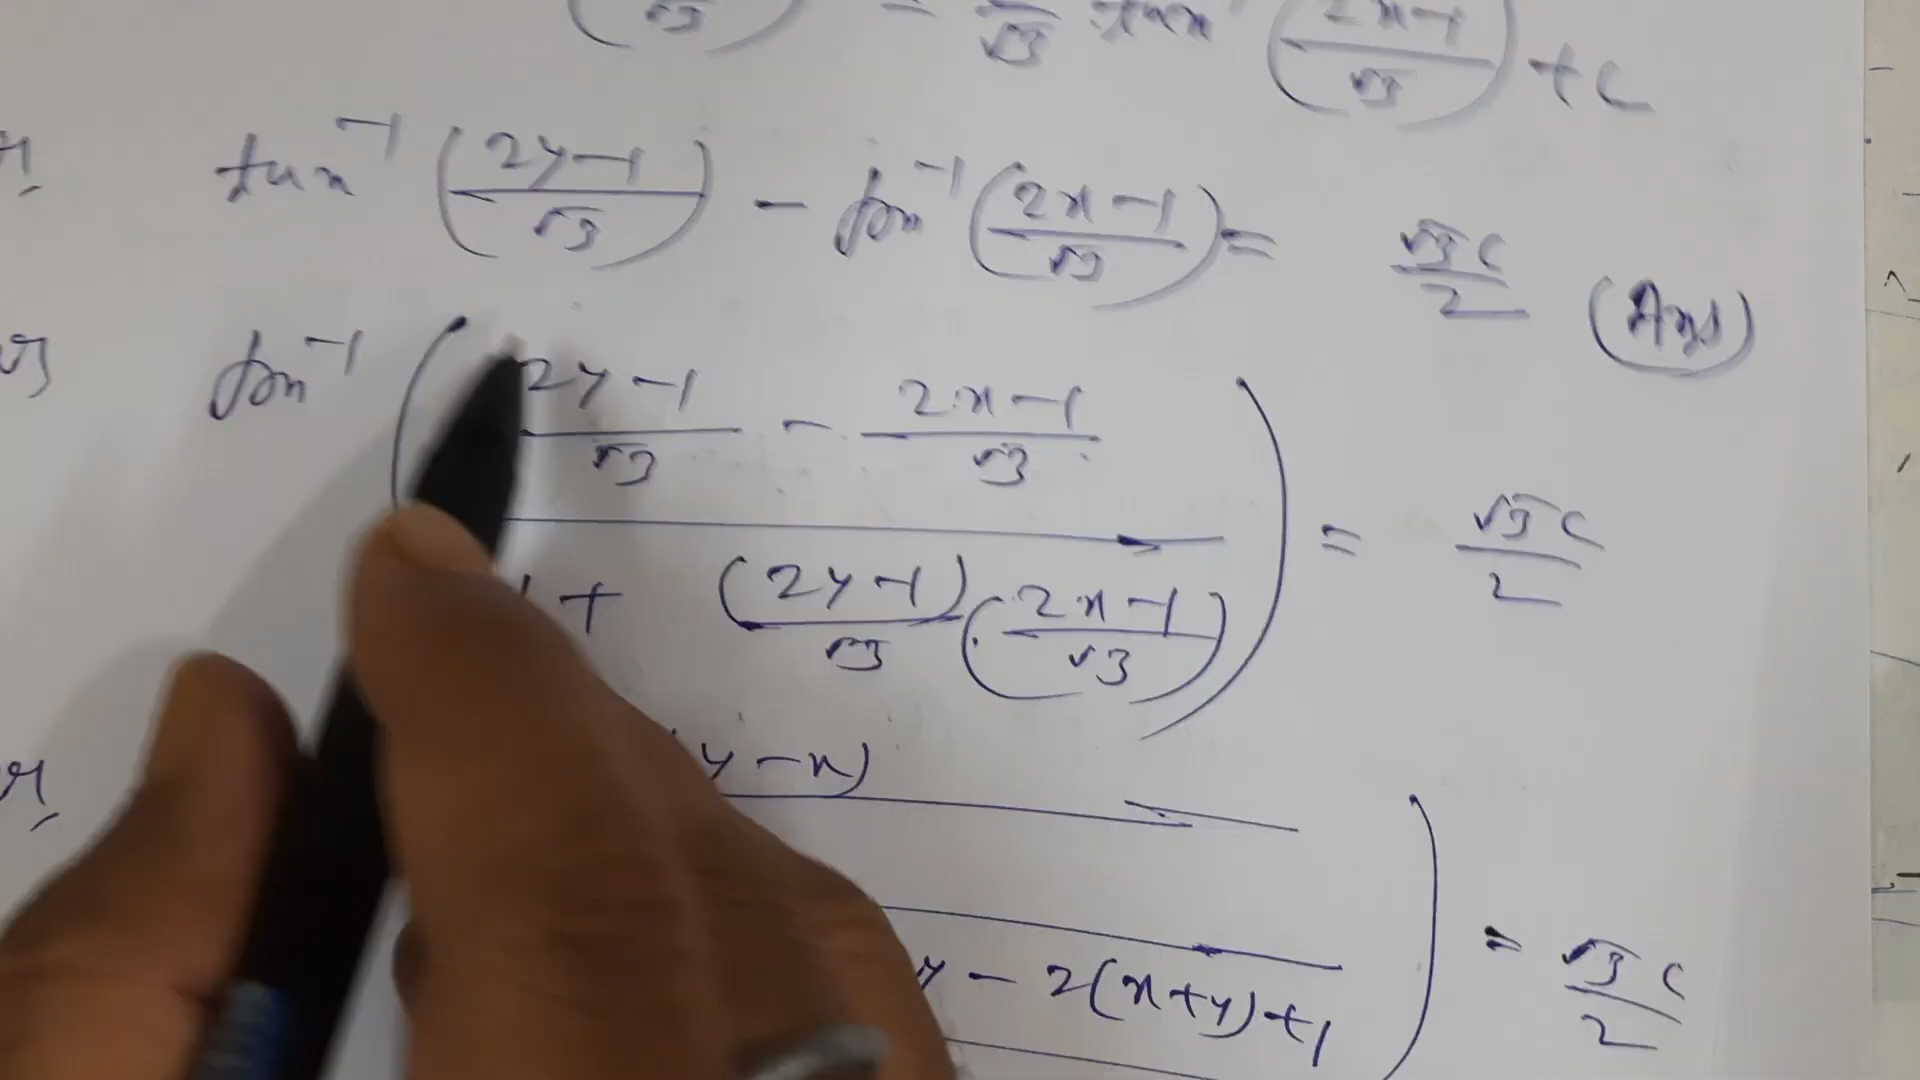 √3 ) = /√3 tan ( 2x-1 / √3 ) + C
tan⁻¹ ( 2y-1 / √3 ) - tan⁻¹ ( 2x-1 / √3 ) = √3 C / 2 (Ans)
tan⁻¹ ( 2y-1 / √3 - 2x-1 / √3
= √3 C / 2
1 + (2y-1) / √3 ( 2x-1 / √3 ) )
y-x)
= √3 C / 2
y - 2(x+y)+1 )